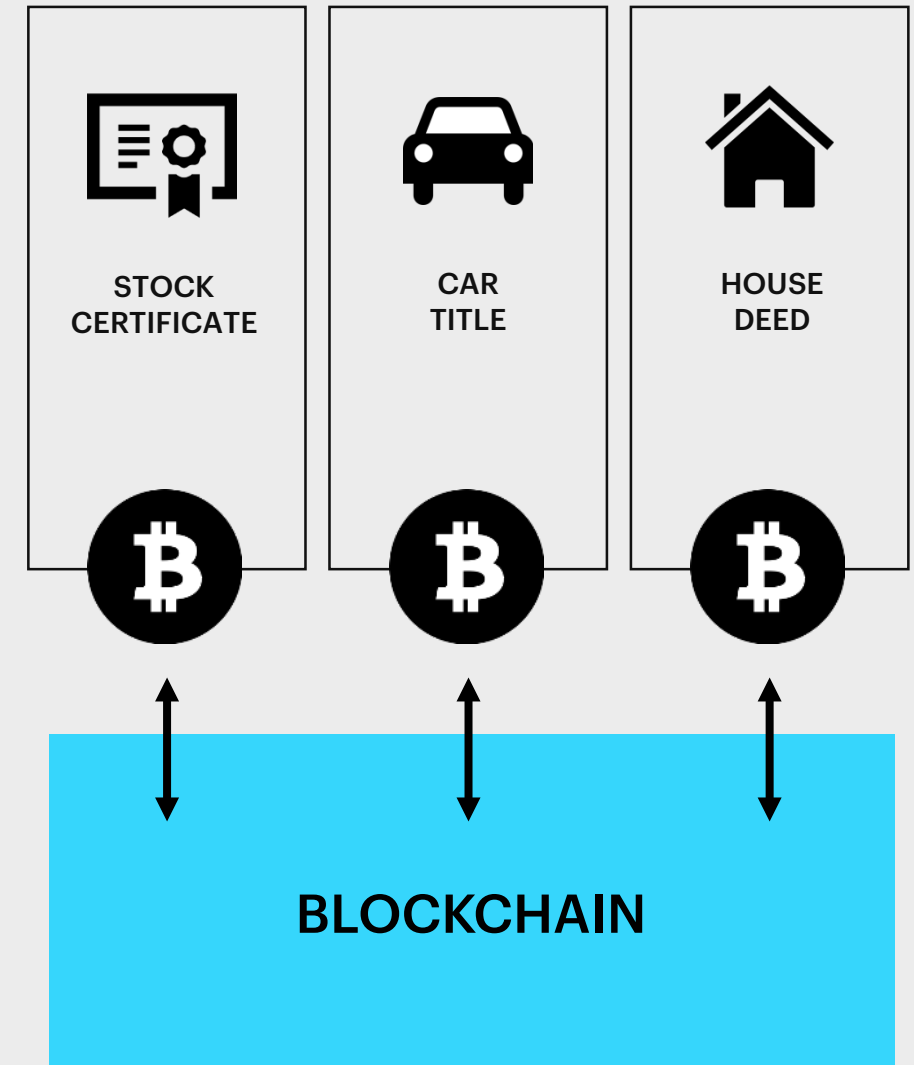 STOCK
CERTIFICATE
CAR
TITLE
HOUSE
DEED
BLOCKCHAIN